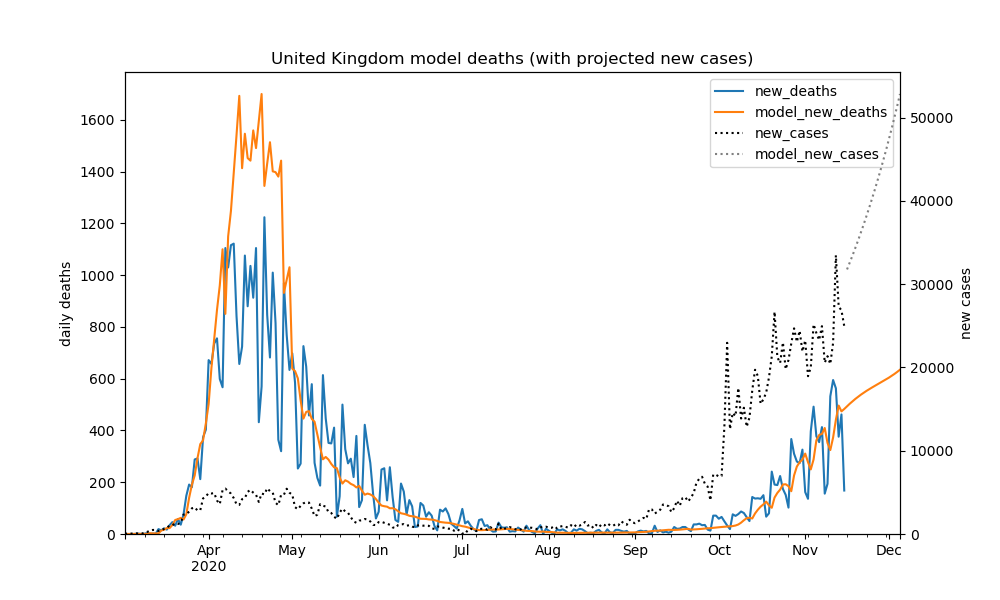 United Kingdom model deaths (with projected new cases)
new_deaths
model_new_deaths
new_cases
model_new_cases
daily deaths
1600
1400
1200
1000
800
600
400
200
0
50000
40000
30000
20000
10000
0
new cases
Apr May Jun Jul Aug Sep Oct Nov Dec
2020